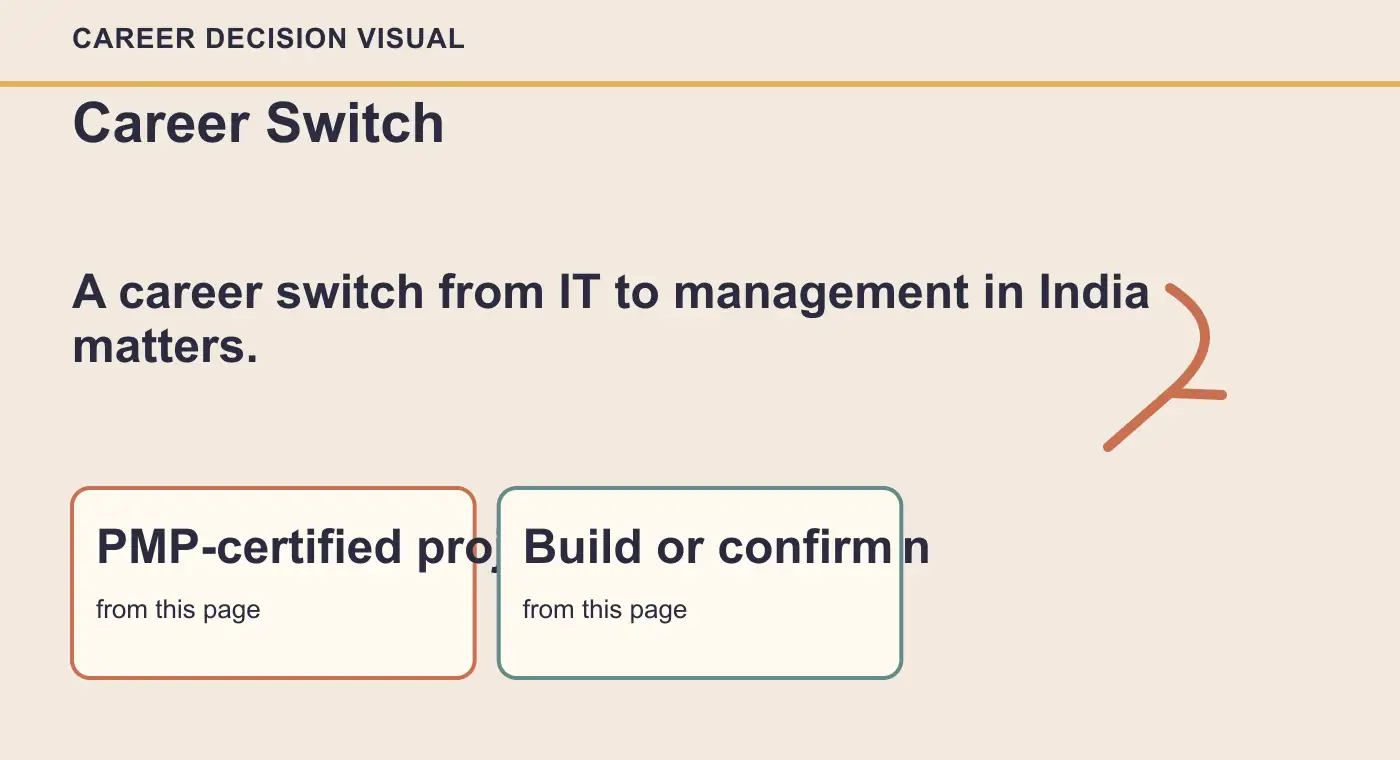 CAREER DECISION VISUAL
Career Switch
A career switch from IT to management in India
matters.
PMP-certified
Build or confirm
from this page
from this page